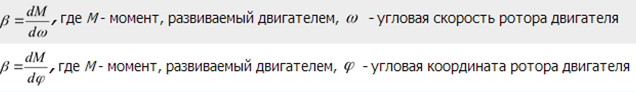 β = dM/dω, где M- момент, развиваемый двигателем, ω - угловая скорость ротора двигателя
β = dM/dφ, где M- момент, развиваемый двигателем, φ - угловая координата ротора двигателя